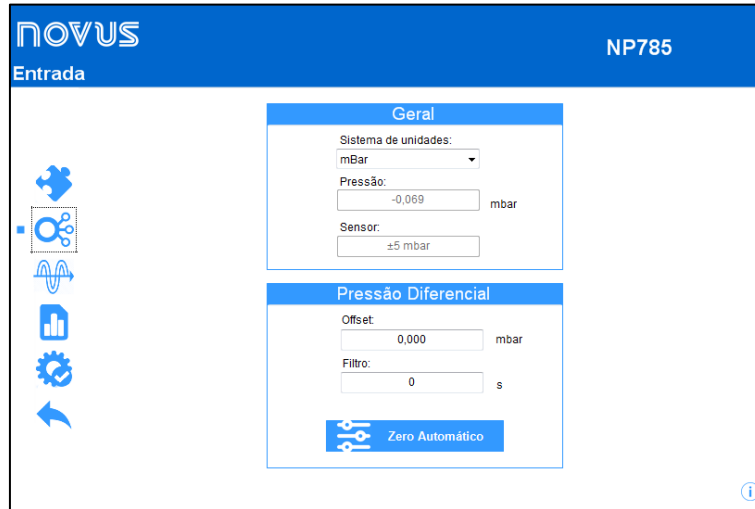 NOVUS
NP785
Entrada
Geral
Sistema de unidades:
mBar
Pressão:
-0,069 mbar
Sensor:
±5 mbar
Pressão Diferencial
Offset:
0,000 mbar
Filtro:
0 s
Zero Automático
i